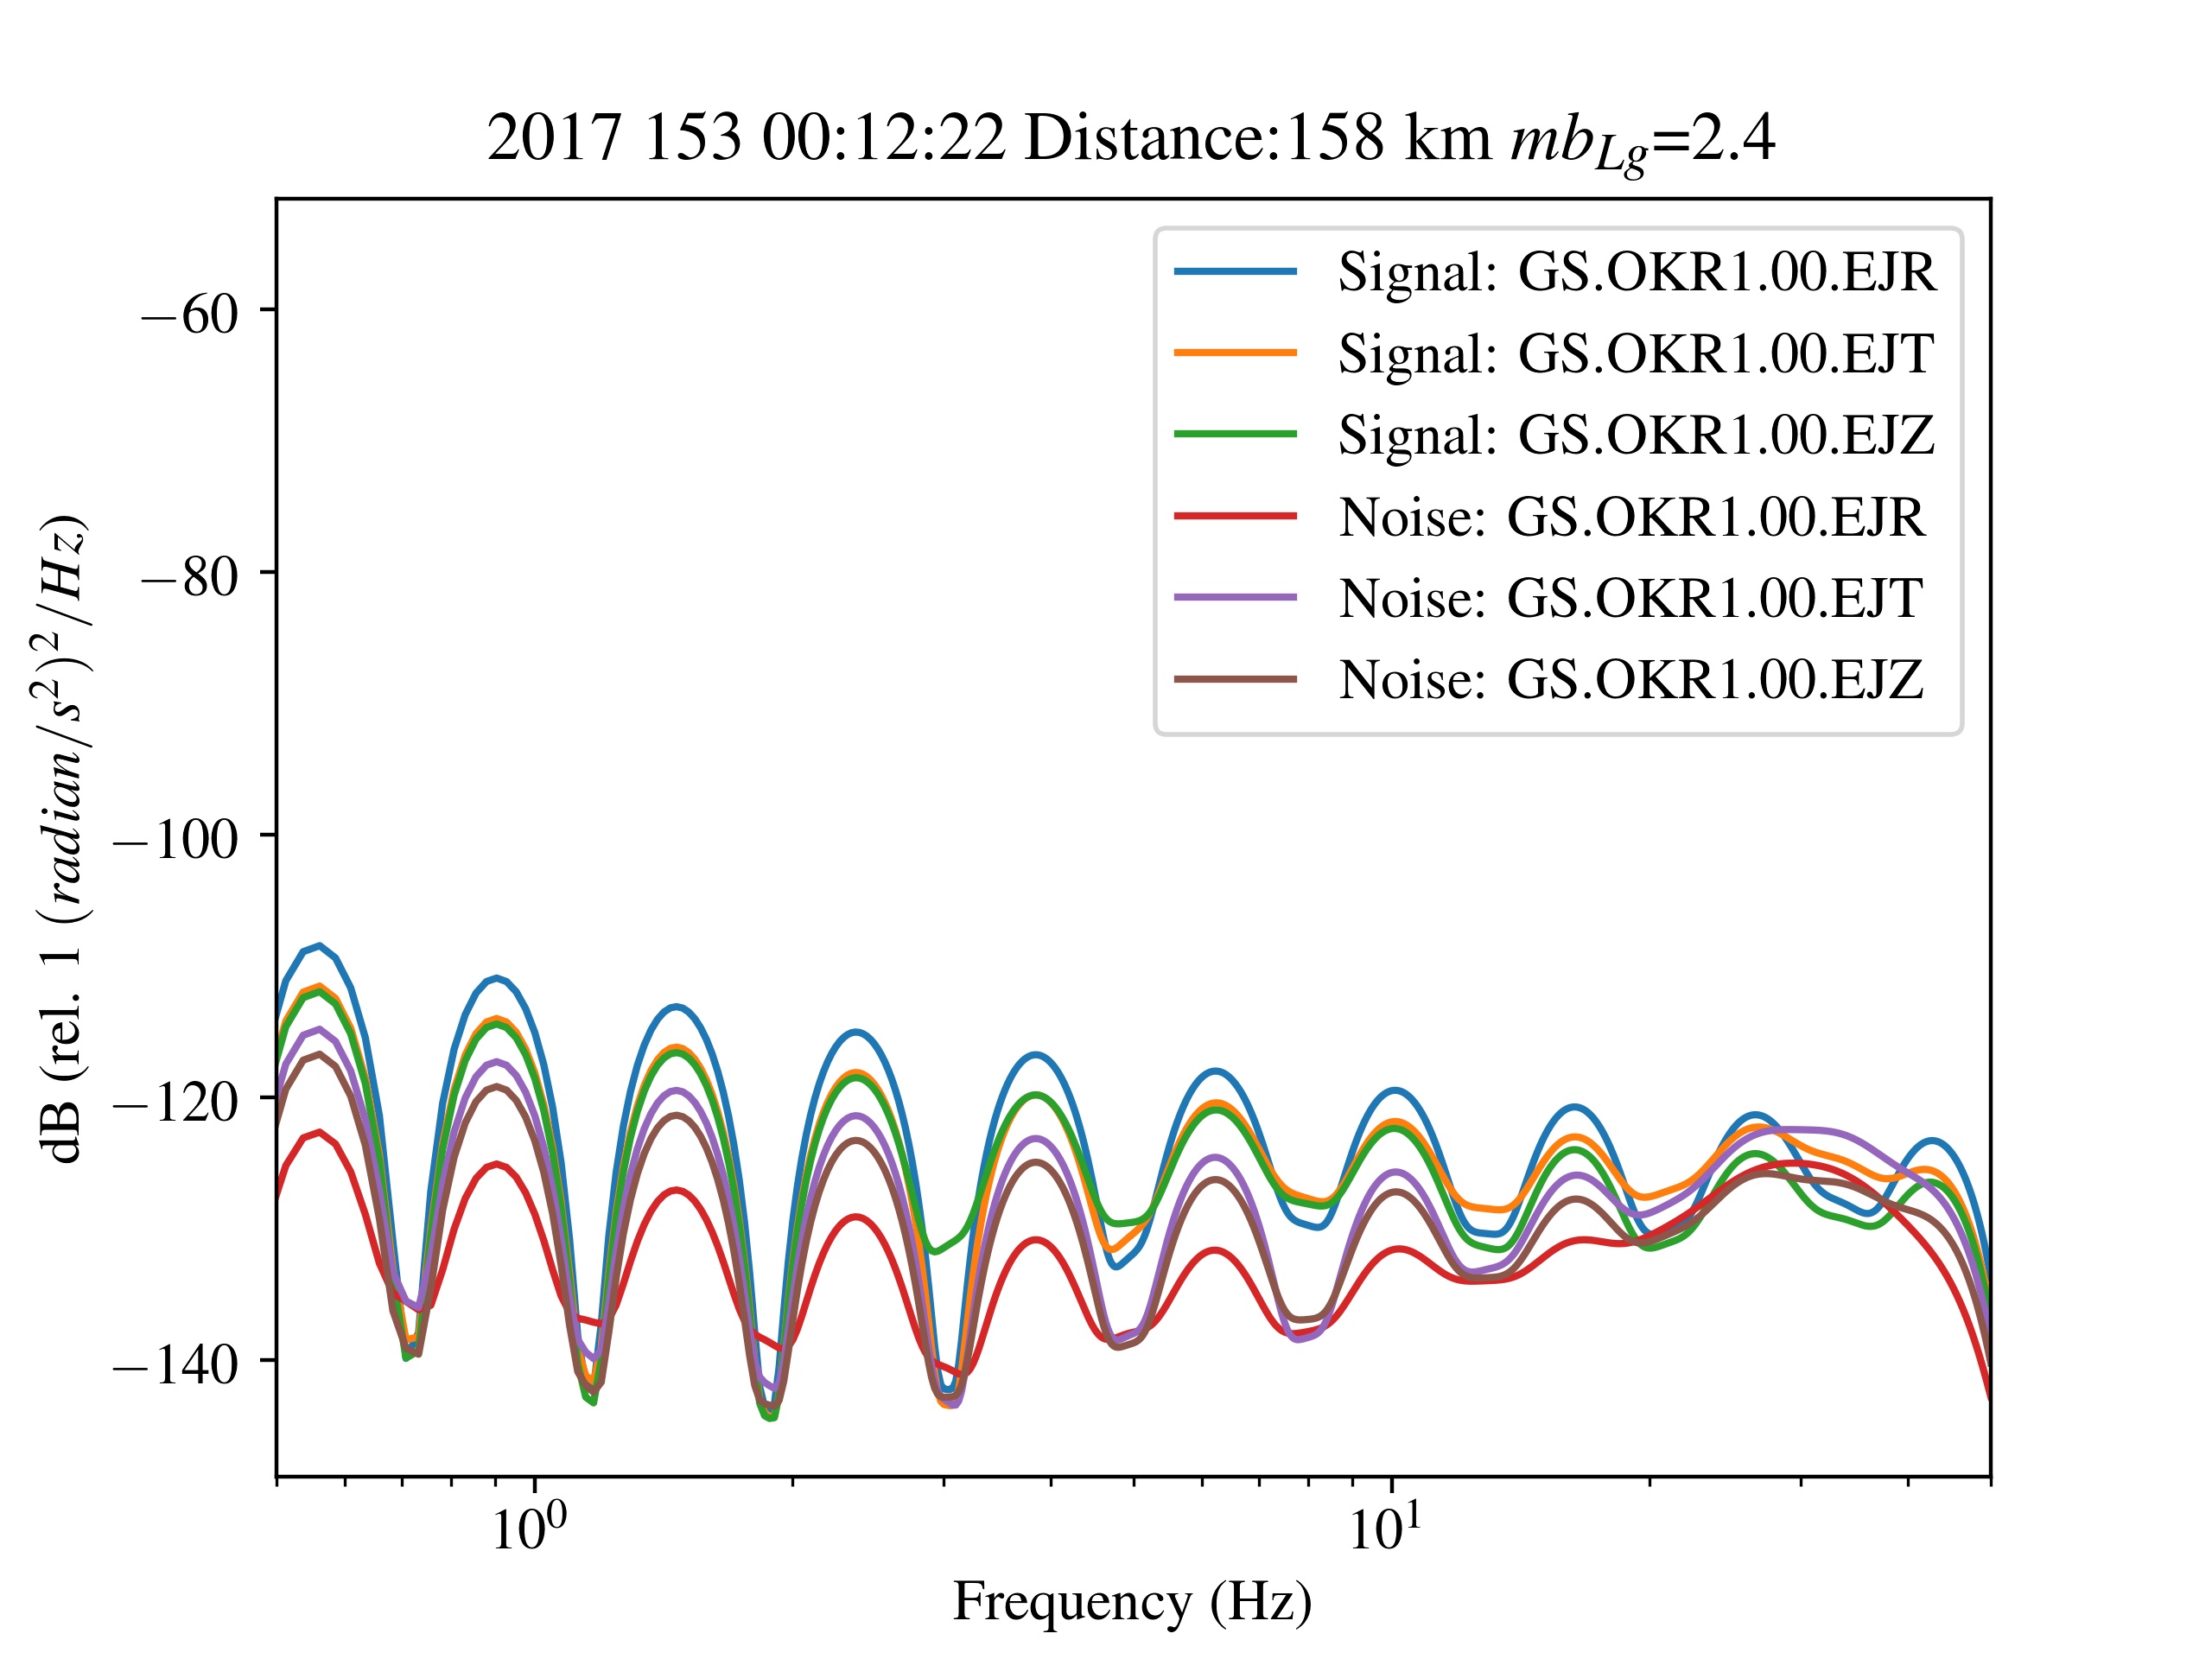 2017 153 00:12:22 Distance:158 km mb_Lg=2.4
Signal: GS.OKR1.00.EJR
Signal: GS.OKR1.00.EJT
Signal: GS.OKR1.00.EJZ
Noise: GS.OKR1.00.EJR
Noise: GS.OKR1.00.EJT
Noise: GS.OKR1.00.EJZ
−60
−80
−100
−120
−140
dB (rel. 1 (radian/s²)²/Hz)
10⁰
10¹
Frequency (Hz)